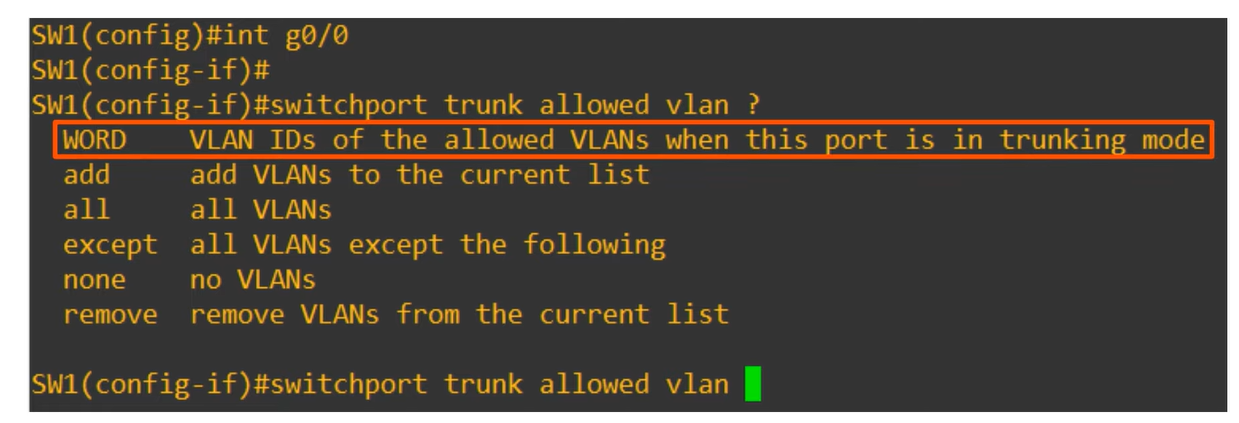 SW1(config)#int g0/0
SW1(config-if)#
SW1(config-if)#switchport trunk allowed vlan ?
  WORD    VLAN IDs of the allowed VLANs when this port is in trunking mode
  add     add VLANs to the current list
  all     all VLANs
  except  all VLANs except the following
  none    no VLANs
  remove  remove VLANs from the current list
SW1(config-if)#switchport trunk allowed vlan